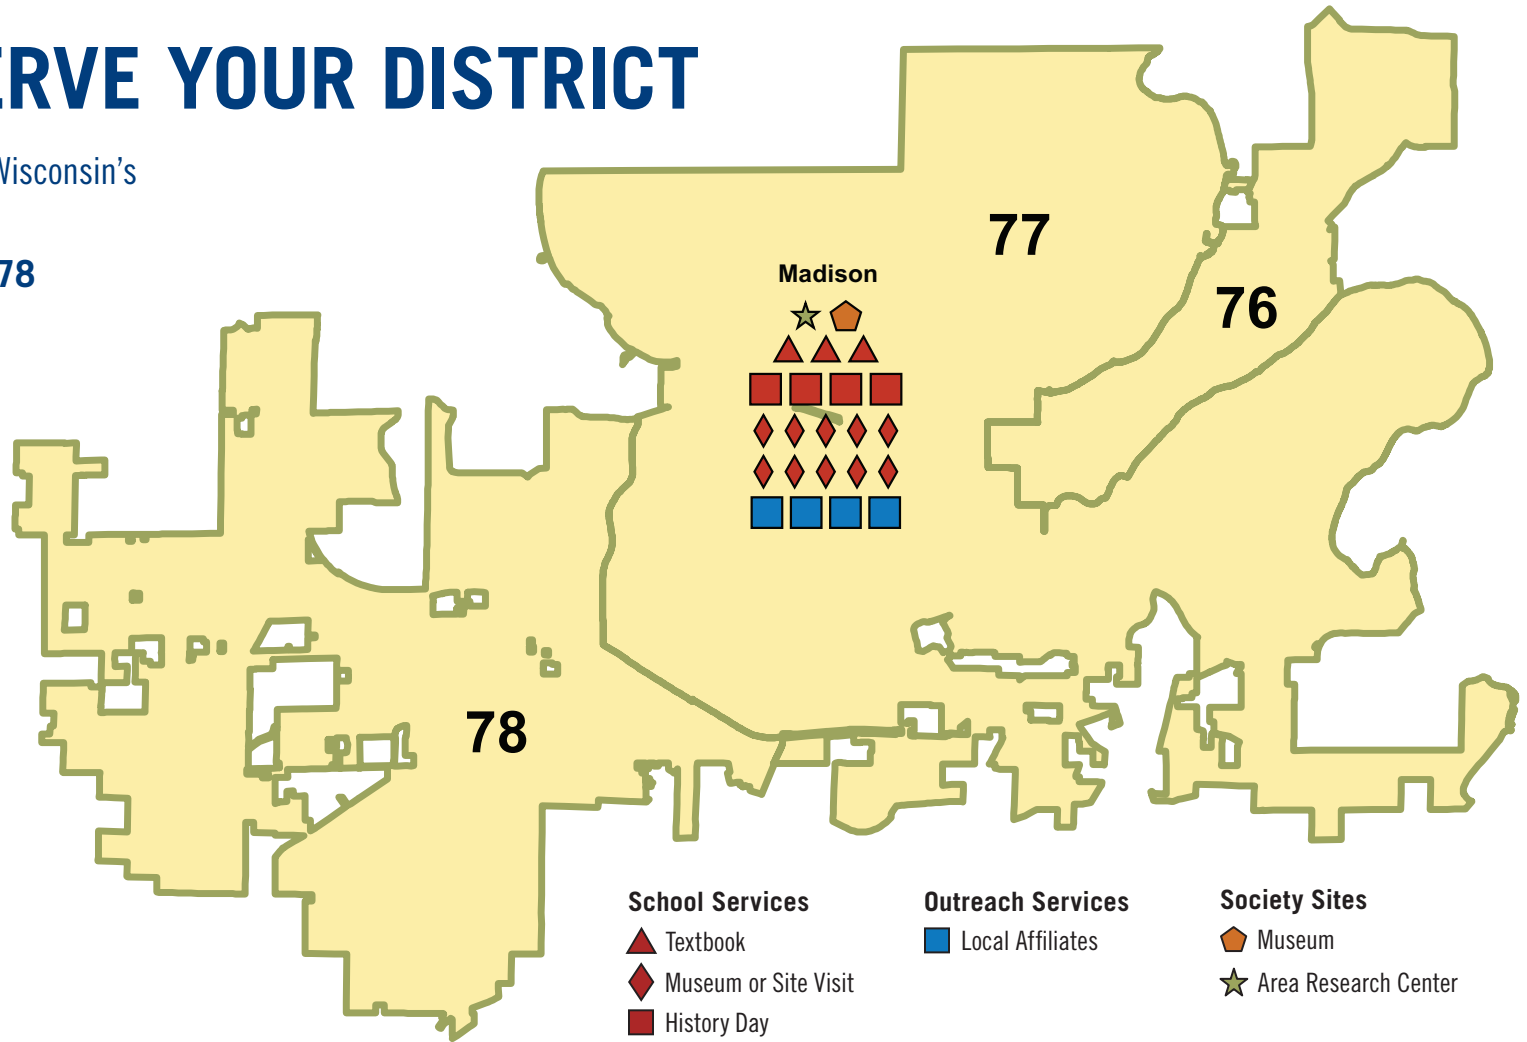 ERVE YOUR DISTRICT
Wisconsin's
78
77
Madison
76
78
School Services
Textbook
Museum or Site Visit
History Day
Outreach Services
Local Affiliates
Society Sites
Museum
Area Research Center